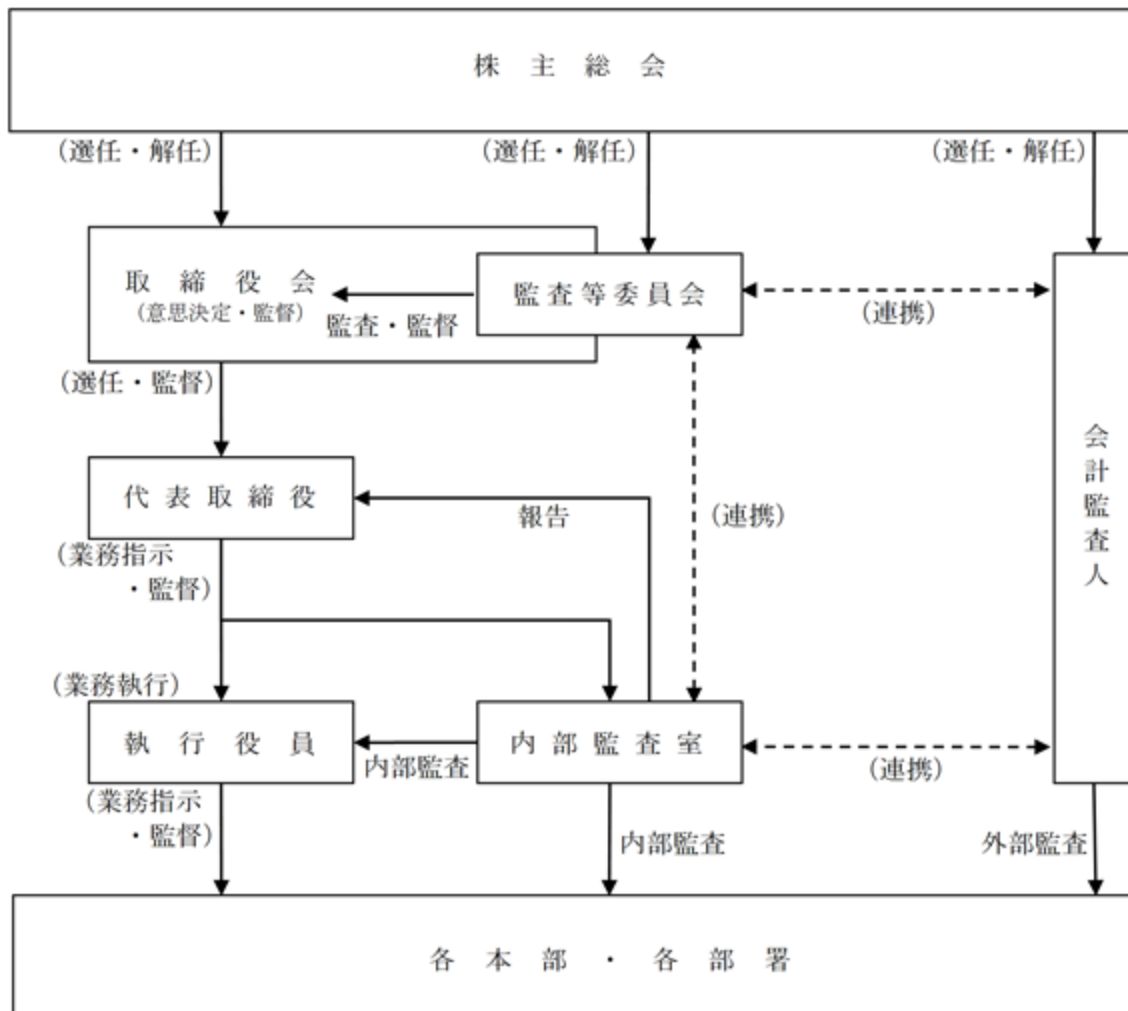 株主総会
(選任・解任)
(選任・解任)
(選任・解任)
取締役会
(意思決定・監督)
監査・監督
監査等委員会
(連携)
(選任・監督)
会計監査人
代表取締役
報告
(連携)
(業務指示
・監督)
(業務執行)
執行役員
内部監査
内部監査室
(連携)
(業務指示
・監督)
内部監査
外部監査
各本部・各部署